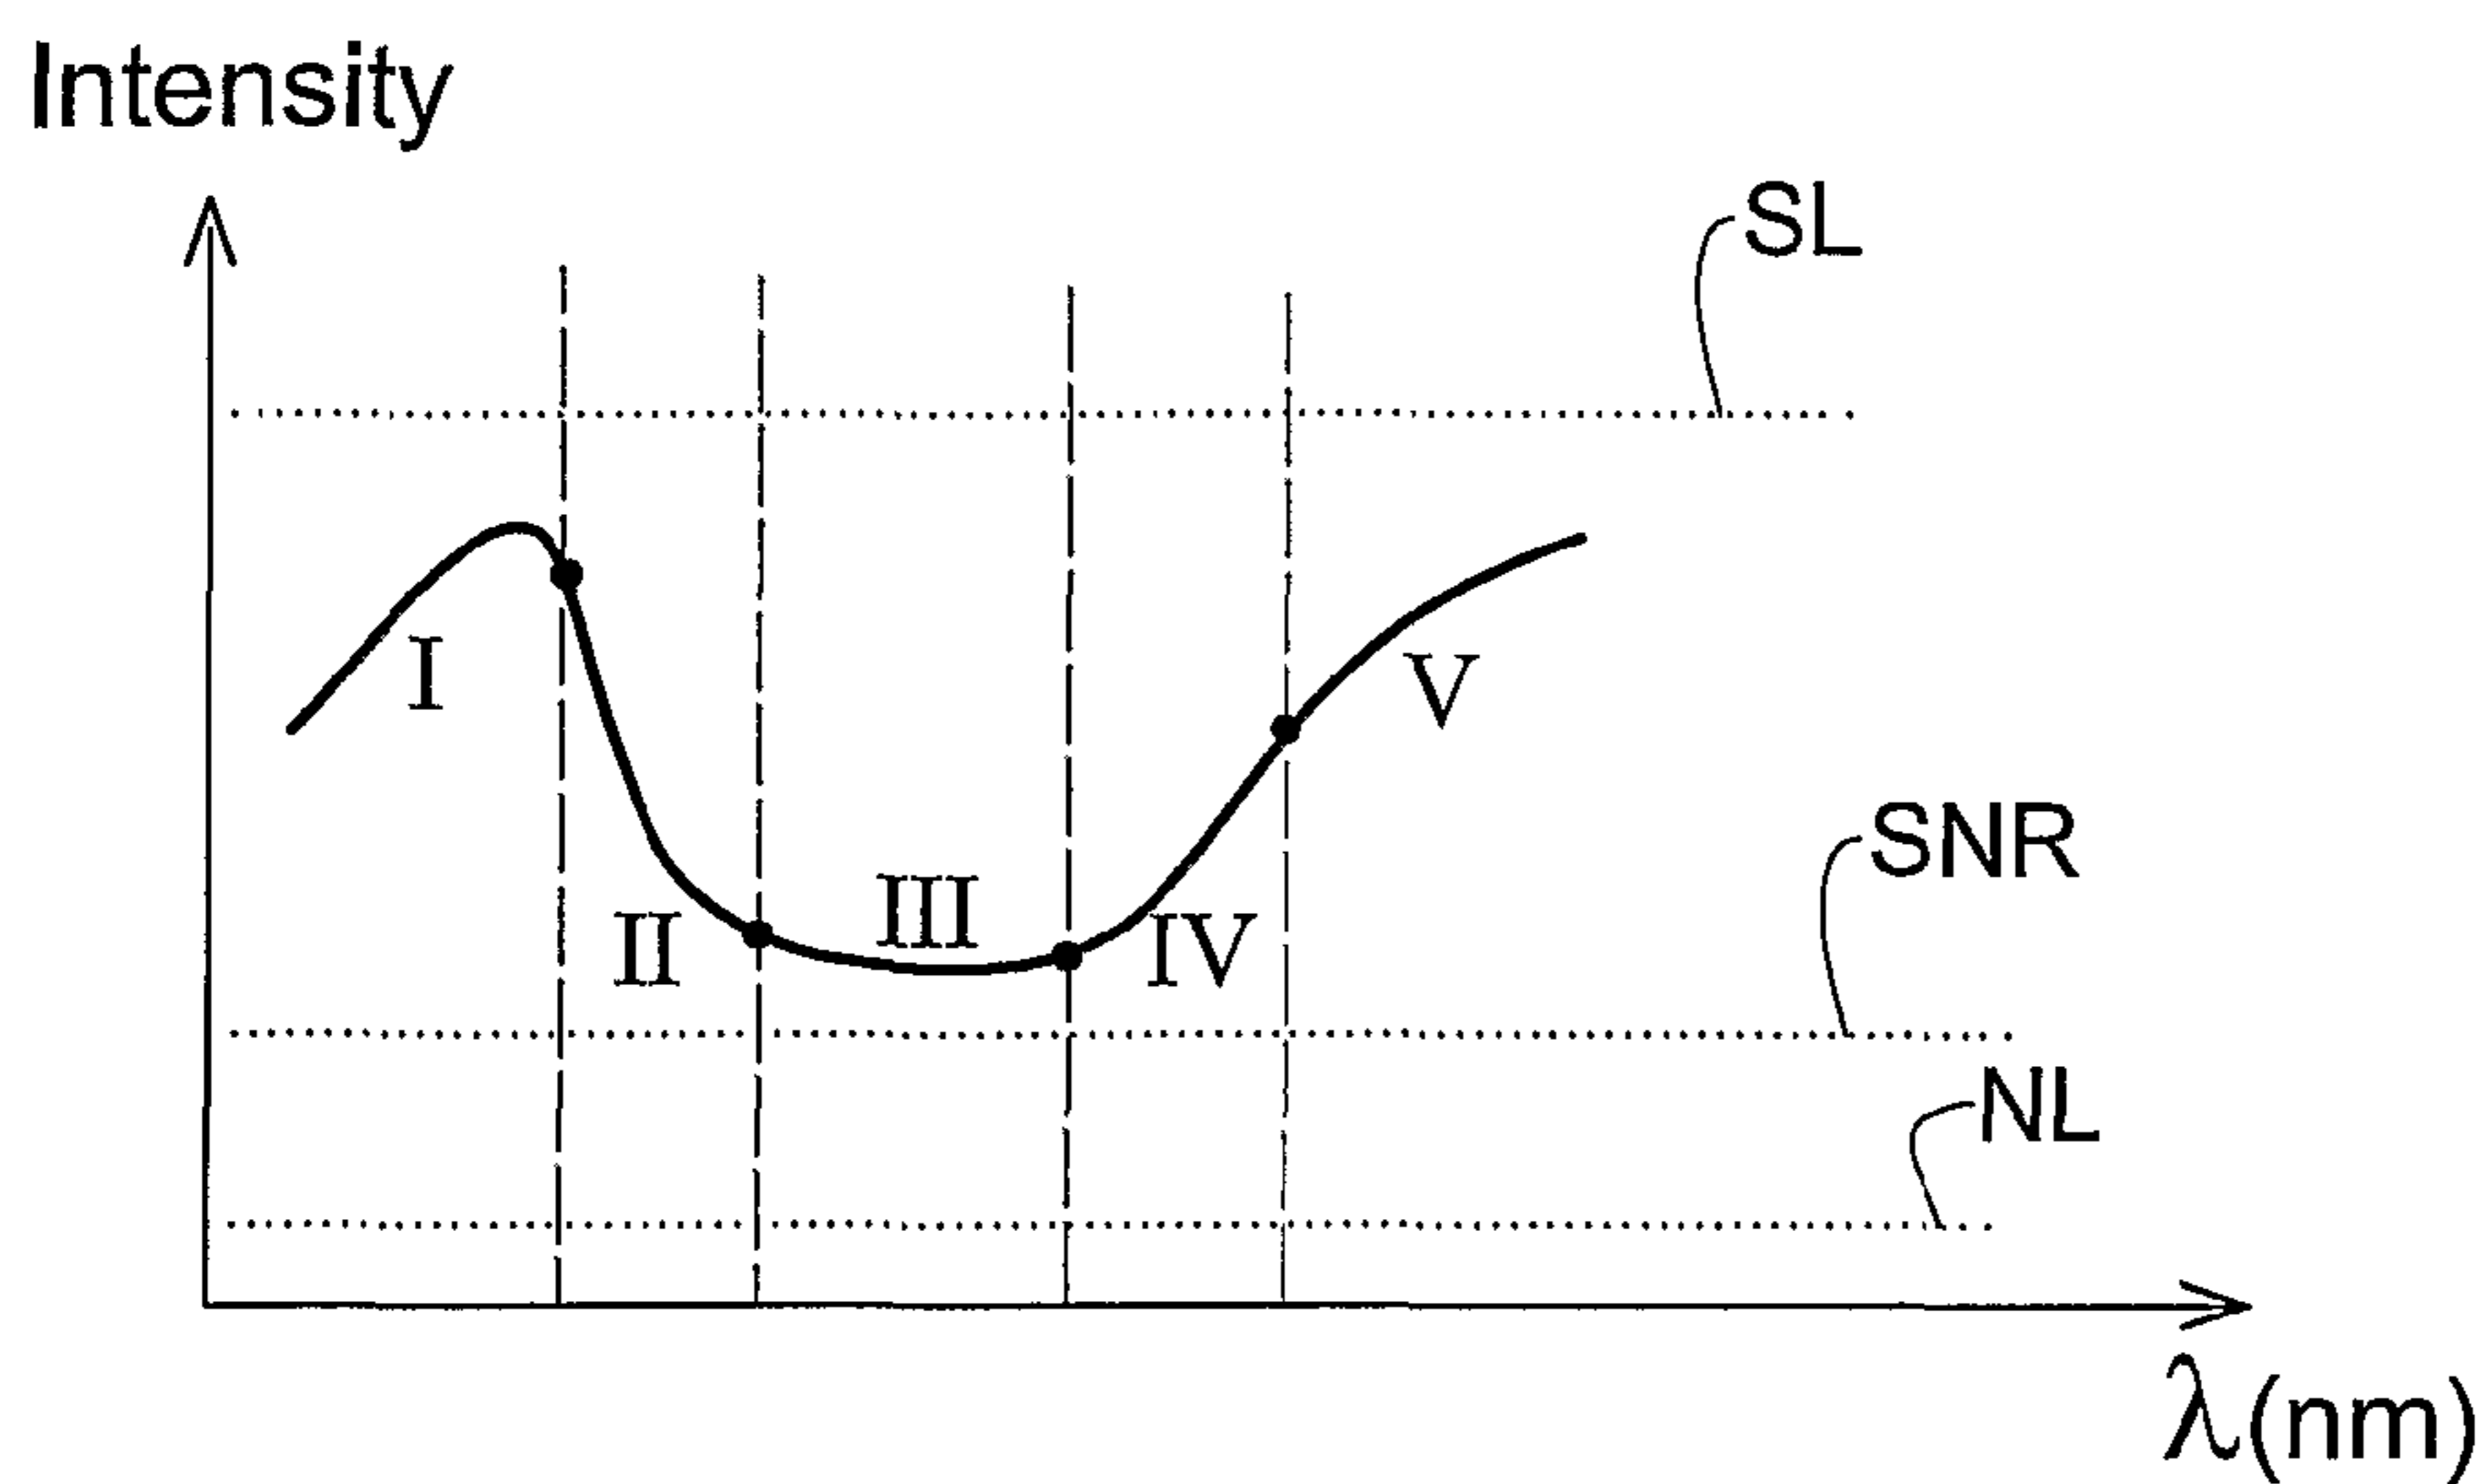 Intensity
SL
I
V
SNR
III
II
IV
NL
λ(nm)